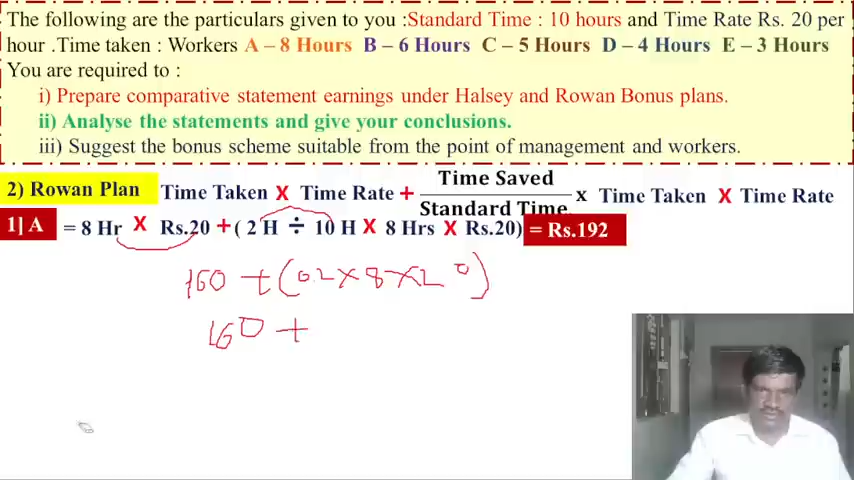 The following are the particulars given to you :Standard Time : 10 hours and Time Rate Rs. 20 per
hour .Time taken : Workers A – 8 Hours B – 6 Hours C – 5 Hours D – 4 Hours E – 3 Hours
You are required to :
i) Prepare comparative statement earnings under Halsey and Rowan Bonus plans.
ii) Analyse the statements and give your conclusions.
iii) Suggest the bonus scheme suitable from the point of management and workers.
2) Rowan Plan Time Taken X Time Rate + Time Saved / Standard Time x Time Taken X Time Rate
1] A = 8 Hr X Rs.20 + ( 2 H ÷ 10 H X 8 Hrs X Rs.20) = Rs.192
160 + (0.2 X 8 X 20)
160 +